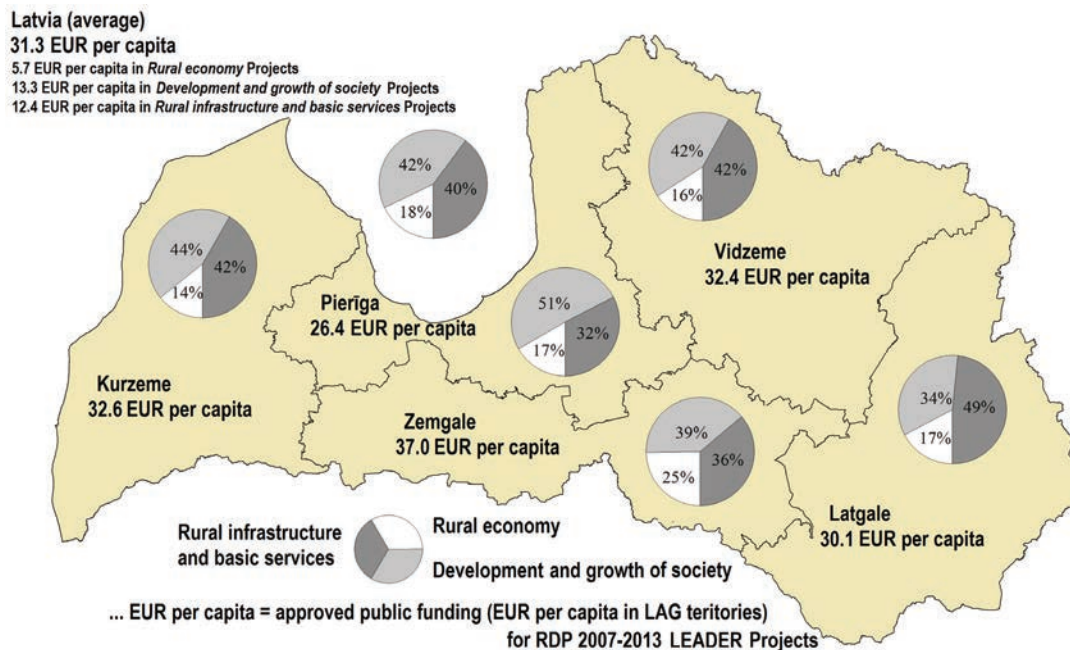 Latvia (average)
31.3 EUR per capita
5.7 EUR per capita in Rural economy Projects
13.3 EUR per capita in Development and growth of society Projects
12.4 EUR per capita in Rural infrastructure and basic services Projects
42%
40%
18%
42%
42%
16%
Vidzeme
32.4 EUR per capita
44%
42%
14%
Pierīga
26.4 EUR per capita
51%
32%
17%
Kurzeme
32.6 EUR per capita
Zemgale
37.0 EUR per capita
39%
36%
25%
34%
49%
17%
Latgale
30.1 EUR per capita
Rural infrastructure
and basic services
Rural economy
Development and growth of society
... EUR per capita = approved public funding (EUR per capita in LAG teritories)
for RDP 2007-2013 LEADER Projects